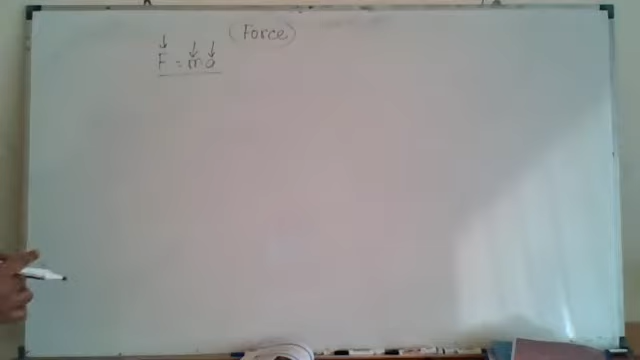 (Force)
F = ma